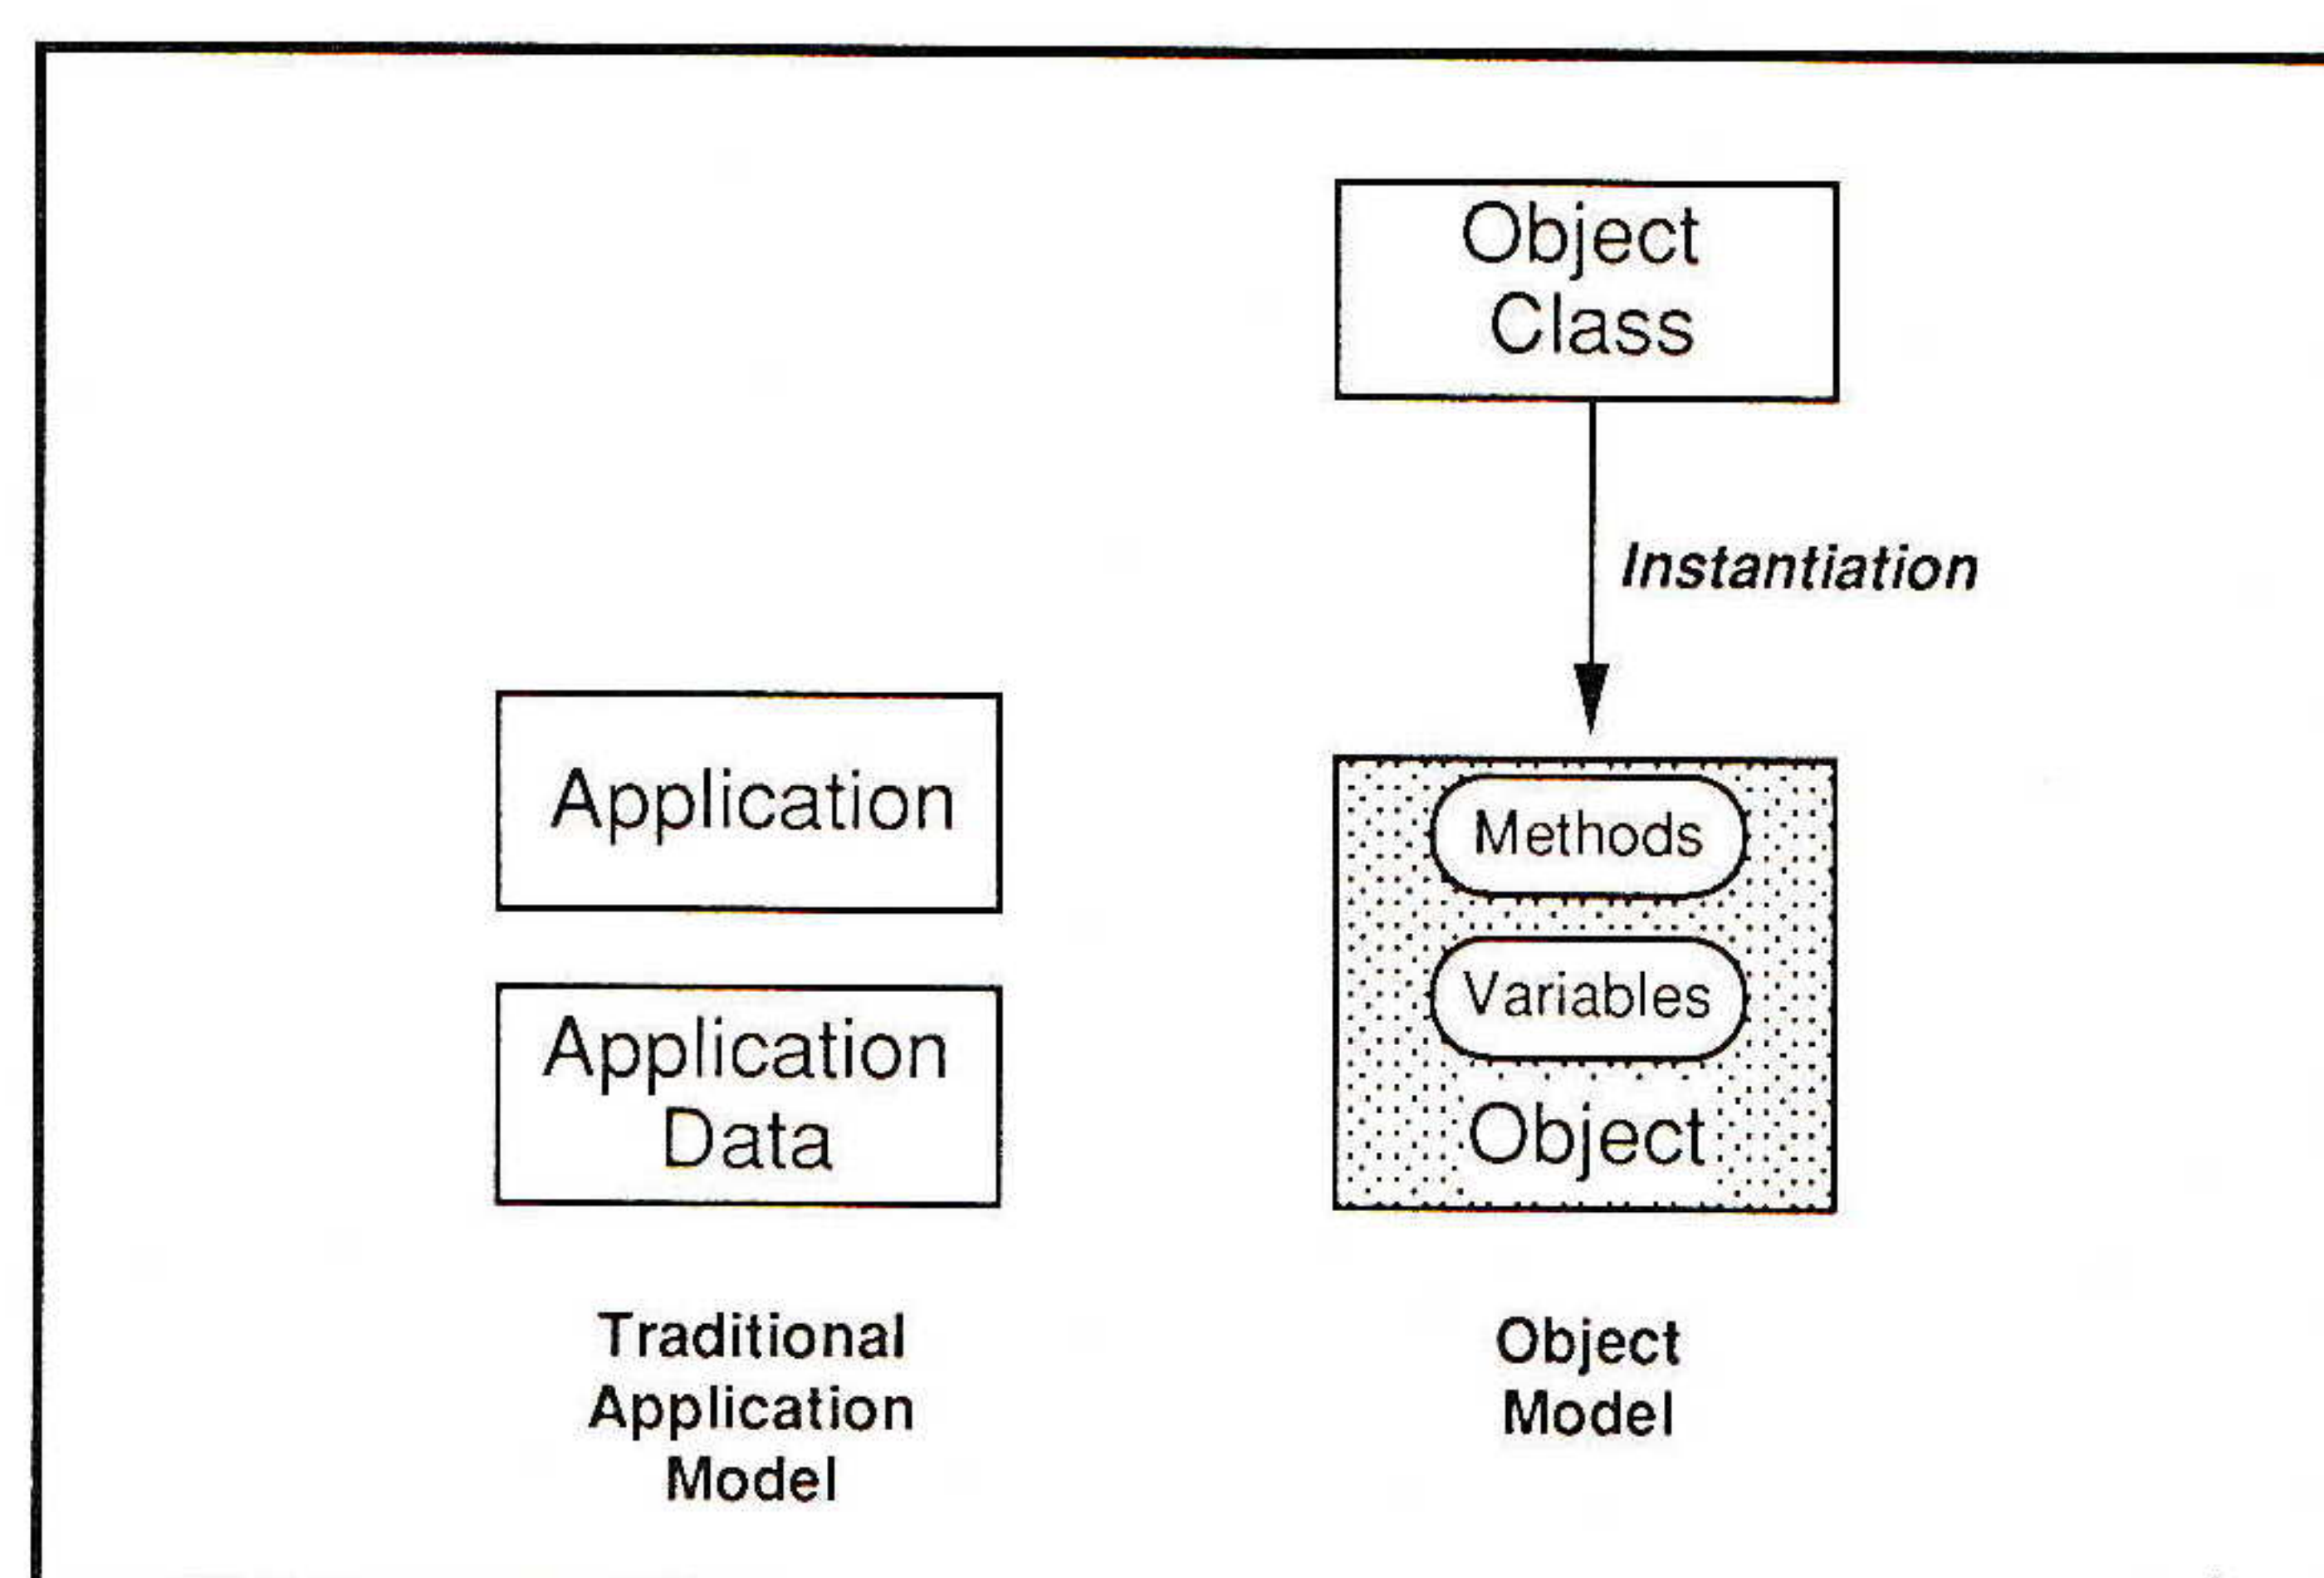 Object
Class
Instantiation
Application
Methods
Variables
Application
Data
Object
Traditional
Application
Model
Object
Model